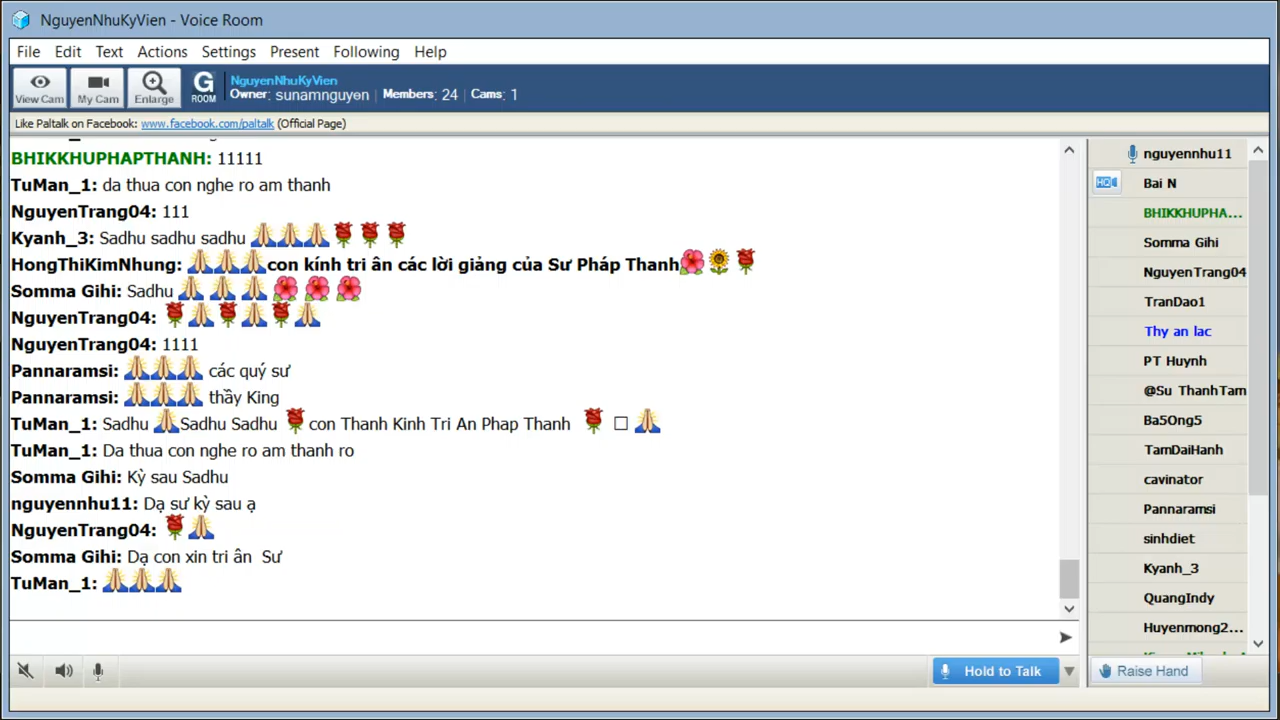 NguyenNhuKyVien - Voice Room
File Edit Text Actions Settings Present Following Help
View Cam My Cam Enlarge G ROOM
NguyenNhuKyVien
Owner: sunamnguyen Members: 24 Cams: 1
Like Paltalk on Facebook: www.facebook.com/paltalk (Official Page)
BHIKKHUPHAPTHANH: 11111
TuMan_1: da thua con nghe ro am thanh
NguyenTrang04: 111
Kyanh_3: Sadhu sadhu sadhu 🙏🙏🙏🌹🌹🌹
HongThiKimNhung: 🙏🙏🙏con kính tri ân các lời giảng của Sư Pháp Thanh🌺🌻🌹
Somma Gihi: Sadhu 🙏 🙏 🙏 🌺 🌺 🌺
NguyenTrang04: 🌹🙏🌹🙏🌹🙏
NguyenTrang04: 1111
Pannaramsi: 🙏🙏🙏 các quý sư
Pannaramsi: 🙏🙏🙏 thầy King
TuMan_1: Sadhu 🙏Sadhu Sadhu 🌹con Thanh Kinh Tri An Phap Thanh 🌹 □ 🙏
TuMan_1: Da thua con nghe ro am thanh ro
Somma Gihi: Kỳ sau Sadhu
nguyennhu11: Dạ sư kỳ sau ạ
NguyenTrang04: 🌹🙏
Somma Gihi: Dạ con xin tri ân Sư
TuMan_1: 🙏🙏🙏
Hold to Talk
nguyennhu11
HD Bai N
BHIKKHUPHA...
Somma Gihi
NguyenTrang04
TranDao1
Thy an lac
PT Huynh
@Su ThanhTam
Ba5Ong5
TamDaiHanh
cavinator
Pannaramsi
sinhdiet
Kyanh_3
QuangIndy
Huyenmong2...
Raise Hand